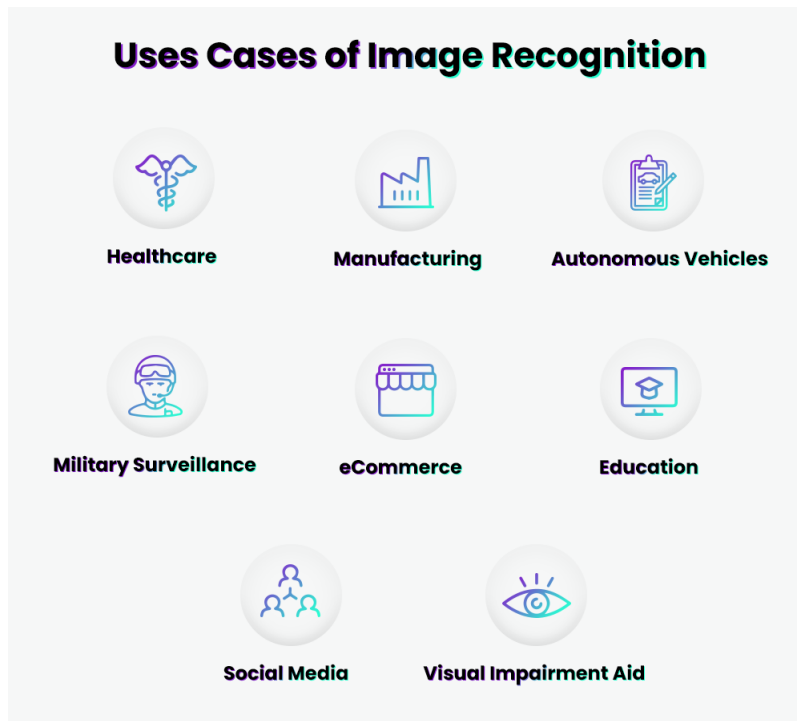 Uses Cases of Image Recognition
Healthcare
Manufacturing
Autonomous Vehicles
Military Surveillance
eCommerce
Education
Social Media
Visual Impairment Aid